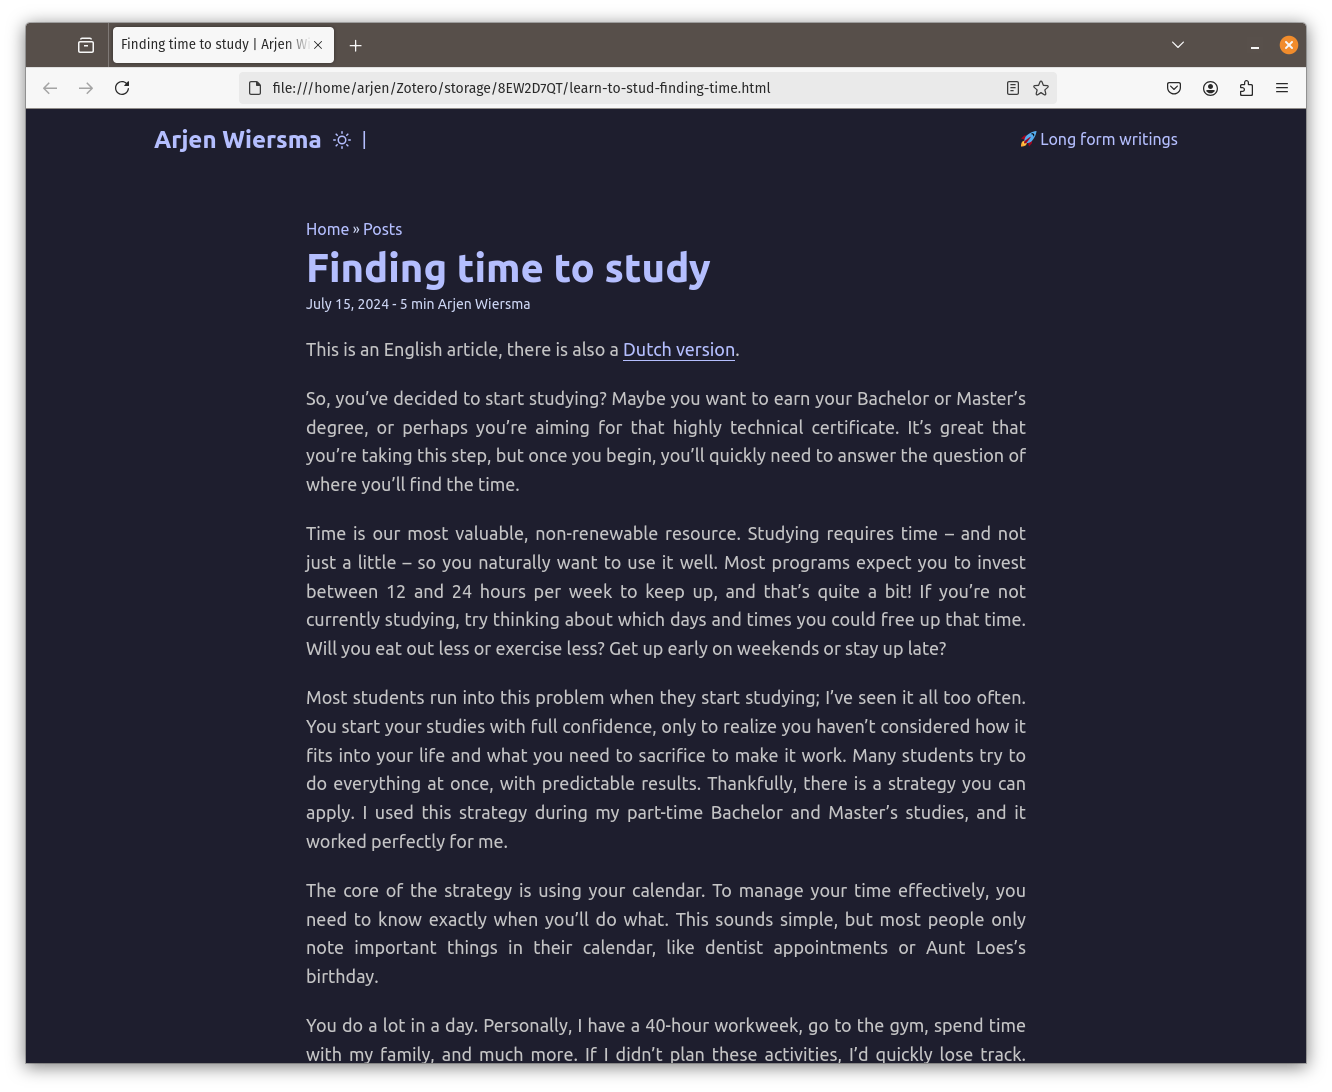 Finding time to study | Arjen Wi
file:///home/arjen/Zotero/storage/8EW2D7QT/learn-to-stud-finding-time.html
Arjen Wiersma |
🚀 Long form writings
Home » Posts
Finding time to study
July 15, 2024 - 5 min Arjen Wiersma
This is an English article, there is also a Dutch version.
So, you’ve decided to start studying? Maybe you want to earn your Bachelor or Master’s
degree, or perhaps you’re aiming for that highly technical certificate. It’s great that
you’re taking this step, but once you begin, you’ll quickly need to answer the question of
where you’ll find the time.
Time is our most valuable, non-renewable resource. Studying requires time – and not
just a little – so you naturally want to use it well. Most programs expect you to invest
between 12 and 24 hours per week to keep up, and that’s quite a bit! If you’re not
currently studying, try thinking about which days and times you could free up that time.
Will you eat out less or exercise less? Get up early on weekends or stay up late?
Most students run into this problem when they start studying; I’ve seen it all too often.
You start your studies with full confidence, only to realize you haven’t considered how it
fits into your life and what you need to sacrifice to make it work. Many students try to
do everything at once, with predictable results. Thankfully, there is a strategy you can
apply. I used this strategy during my part-time Bachelor and Master’s studies, and it
worked perfectly for me.
The core of the strategy is using your calendar. To manage your time effectively, you
need to know exactly when you’ll do what. This sounds simple, but most people only
note important things in their calendar, like dentist appointments or Aunt Loes’s
birthday.
You do a lot in a day. Personally, I have a 40-hour workweek, go to the gym, spend time
with my family, and much more. If I didn’t plan these activities, I’d quickly lose track.